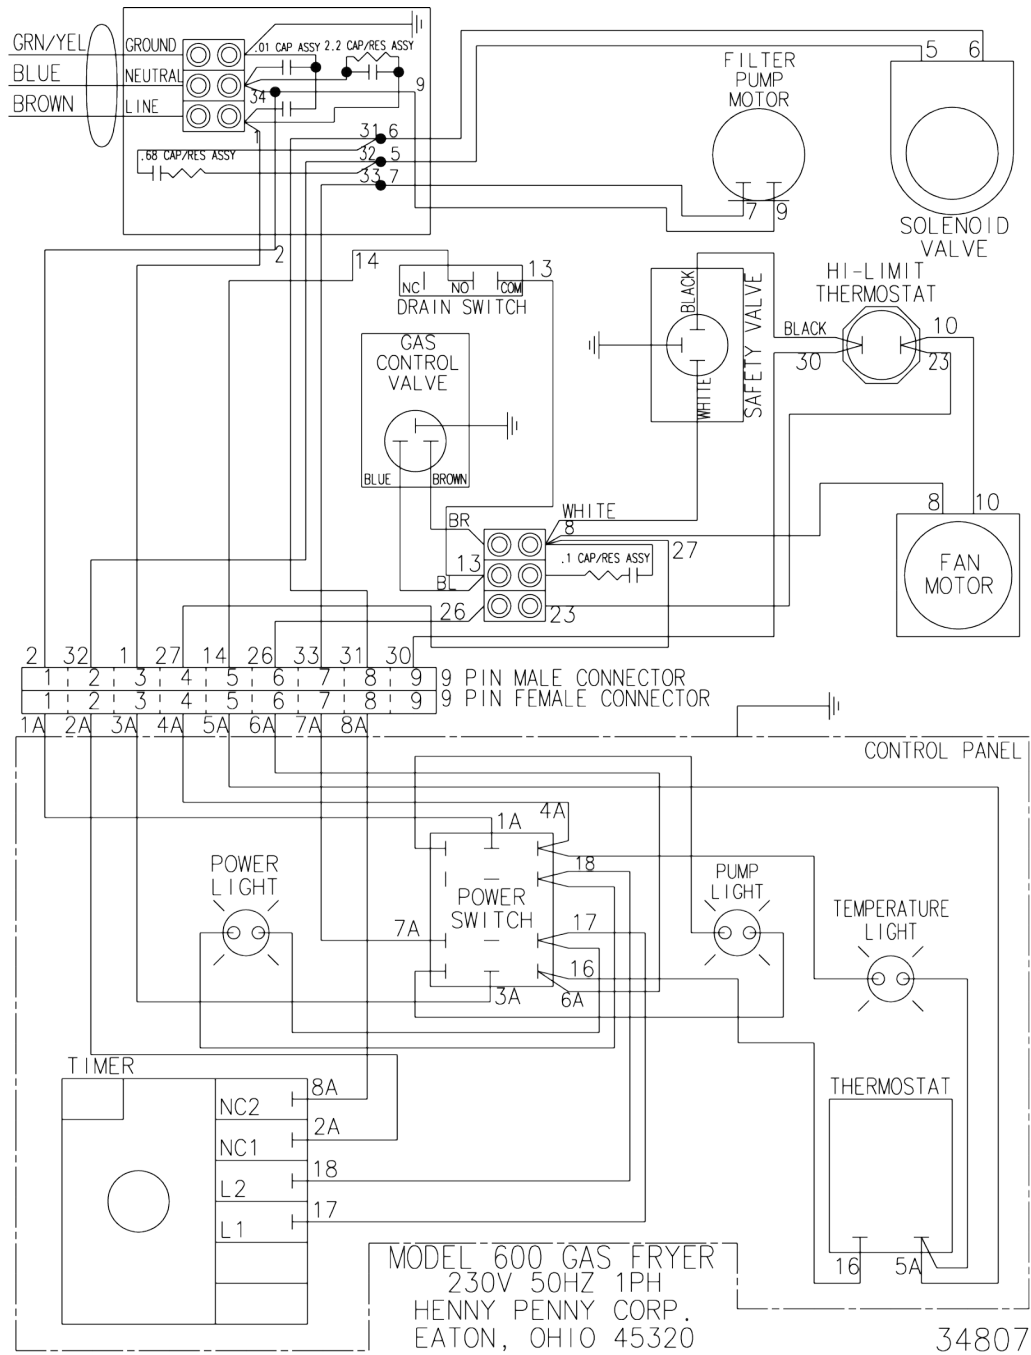 GRN/YEL
GROUND
.01 CAP ASSY
2.2 CAP/RES ASSY
BLUE
NEUTRAL
BROWN
LINE
34
9
1
31 6
32 5
33 7
.68 CAP/RES ASSY
2
FILTER
PUMP
MOTOR
7 9
5 6
SOLENOID
VALVE
14
13
NC NO COM
DRAIN SWITCH
GAS
CONTROL
VALVE
BLUE BROWN
BLACK
WHITE
SAFETY VALVE
HI-LIMIT
THERMOSTAT
BLACK
30
10
23
8 10
FAN
MOTOR
WHITE
8
BR
13
BL
26
.1 CAP/RES ASSY
27
23
2 32 1 27 14 26 33 31 30
1 2 3 4 5 6 7 8 9
9 PIN MALE CONNECTOR
1 2 3 4 5 6 7 8 9
9 PIN FEMALE CONNECTOR
1A 2A 3A 4A 5A 6A 7A 8A
CONTROL PANEL
4A
1A
18
POWER
SWITCH
7A
17
16
3A
6A
POWER
LIGHT
PUMP
LIGHT
TEMPERATURE
LIGHT
TIMER
8A
NC2
2A
NC1
18
L2
17
L1
THERMOSTAT
16 5A
MODEL 600 GAS FRYER
230V 50HZ 1PH
HENNY PENNY CORP.
EATON, OHIO 45320
34807